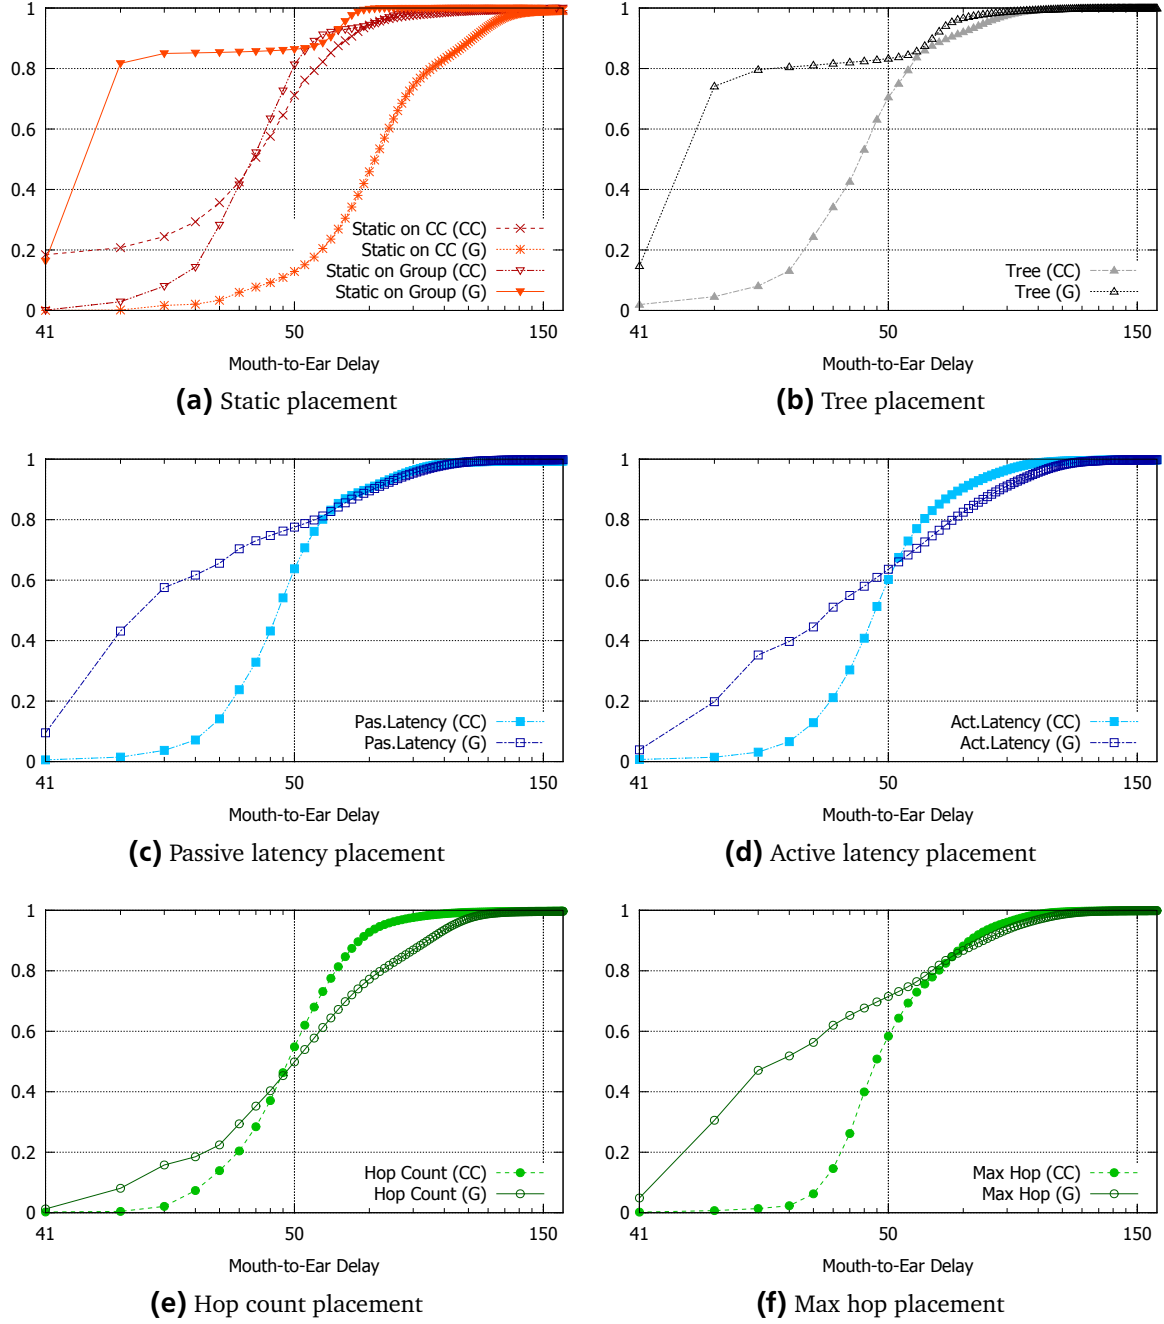 1
0.8
0.6
0.4
0.2
0
41
50
150
Static on CC (CC)
Static on CC (G)
Static on Group (CC)
Static on Group (G)
Mouth-to-Ear Delay
(a) Static placement
1
0.8
0.6
0.4
0.2
0
41
50
150
Tree (CC)
Tree (G)
Mouth-to-Ear Delay
(b) Tree placement
1
0.8
0.6
0.4
0.2
0
41
50
150
Pas.Latency (CC)
Pas.Latency (G)
Mouth-to-Ear Delay
(c) Passive latency placement
1
0.8
0.6
0.4
0.2
0
41
50
150
Act.Latency (CC)
Act.Latency (G)
Mouth-to-Ear Delay
(d) Active latency placement
1
0.8
0.6
0.4
0.2
0
41
50
150
Hop Count (CC)
Hop Count (G)
Mouth-to-Ear Delay
(e) Hop count placement
1
0.8
0.6
0.4
0.2
0
41
50
150
Max Hop (CC)
Max Hop (G)
Mouth-to-Ear Delay
(f) Max hop placement